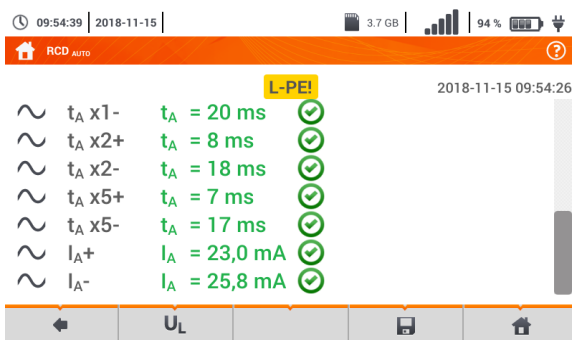 09:54:39 2018-11-15 3.7 GB 94 %
RCD AUTO ?
L-PE! 2018-11-15 09:54:26
tA x1- tA = 20 ms
tA x2+ tA = 8 ms
tA x2- tA = 18 ms
tA x5+ tA = 7 ms
tA x5- tA = 17 ms
IA+ IA = 23,0 mA
IA- IA = 25,8 mA
UL